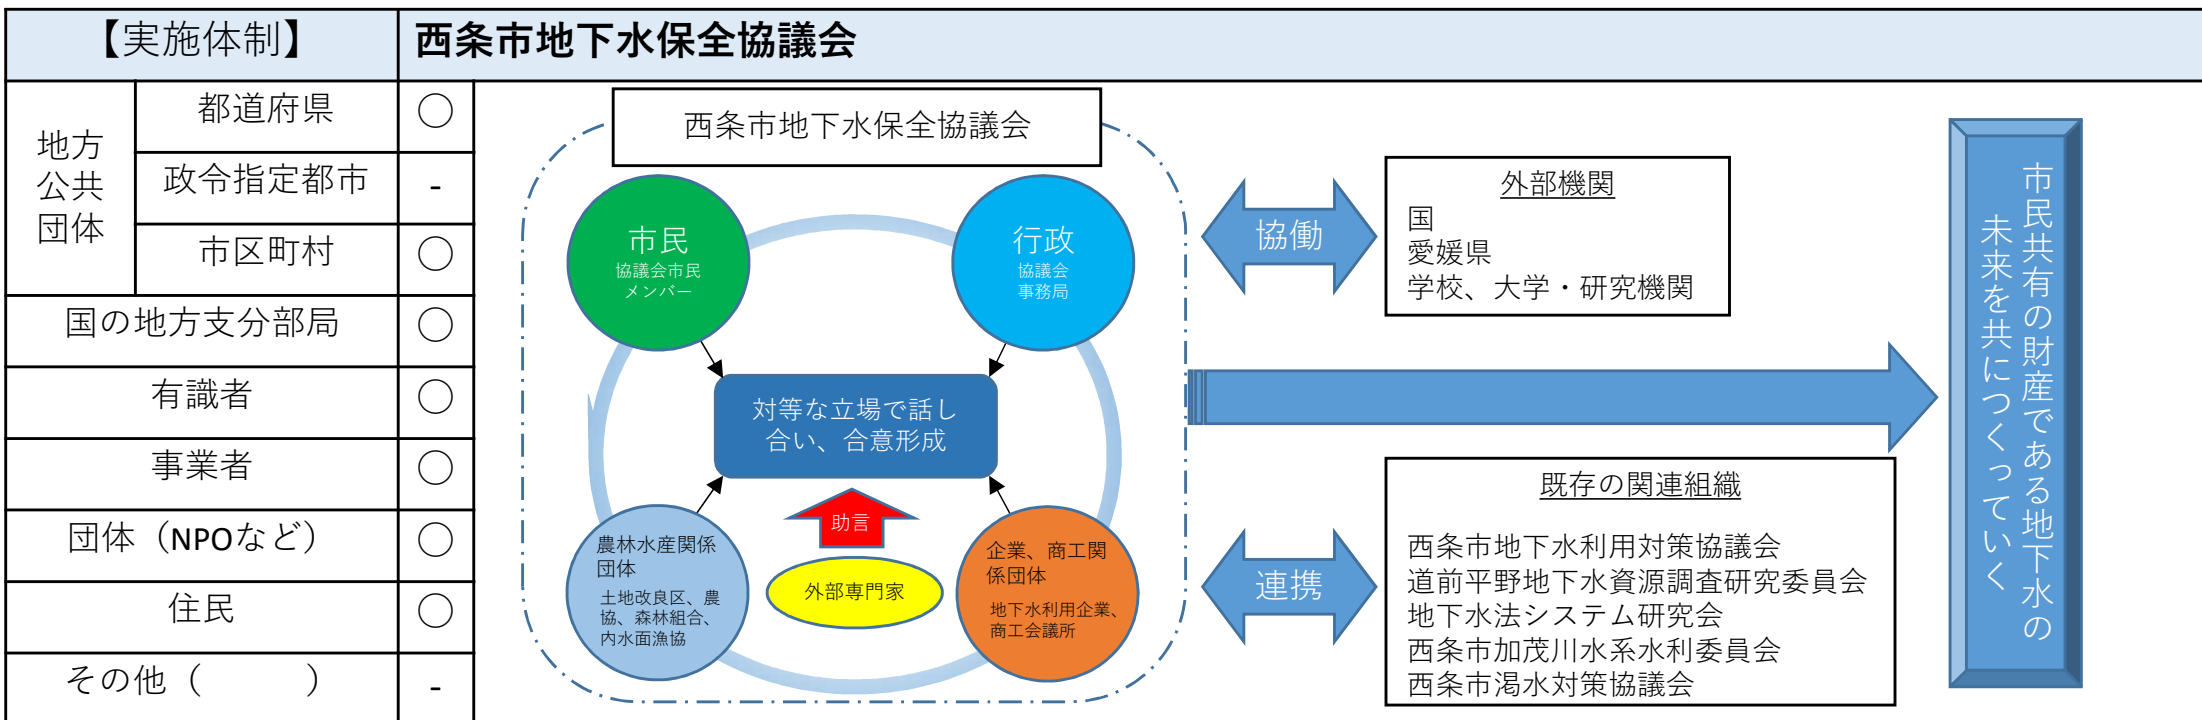 【実施体制】
西条市地下水保全協議会
地方
公共
団体
都道府県
○
政令指定都市
-
市区町村
○
国の地方支分部局
○
有識者
○
事業者
○
団体（NPOなど）
○
住民
○
その他（　　　）
-
西条市地下水保全協議会
市民
協議会市民
メンバー
行政
協議会
事務局
対等な立場で話し
合い、合意形成
助言
外部専門家
農林水産関係
団体
土地改良区、農
協、森林組合、
内水面漁協
企業、商工関
係団体
地下水利用企業、
商工会議所
協働
外部機関
国
愛媛県
学校、大学・研究機関
連携
既存の関連組織
西条市地下水利用対策協議会
道前平野地下水資源調査研究委員会
地下水法システム研究会
西条市加茂川水系水利委員会
西条市渇水対策協議会
市民共有の財産である地下水の
未来を共につくっていく